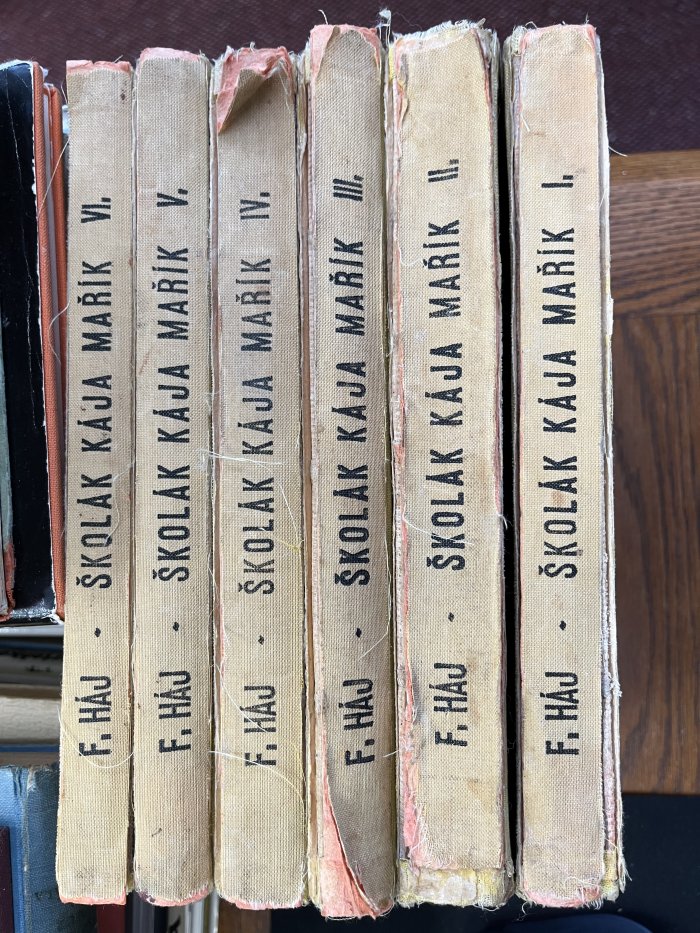 F. HÁJ • ŠKOLÁK KÁJA MAŘÍK VI.
F. HÁJ • ŠKOLÁK KÁJA MAŘÍK V.
F. HÁJ • ŠKOLÁK KÁJA MAŘÍK IV.
F. HÁJ • ŠKOLÁK KÁJA MAŘÍK III.
F. HÁJ • ŠKOLÁK KÁJA MAŘÍK II.
F. HÁJ • ŠKOLÁK KÁJA MAŘÍK I.